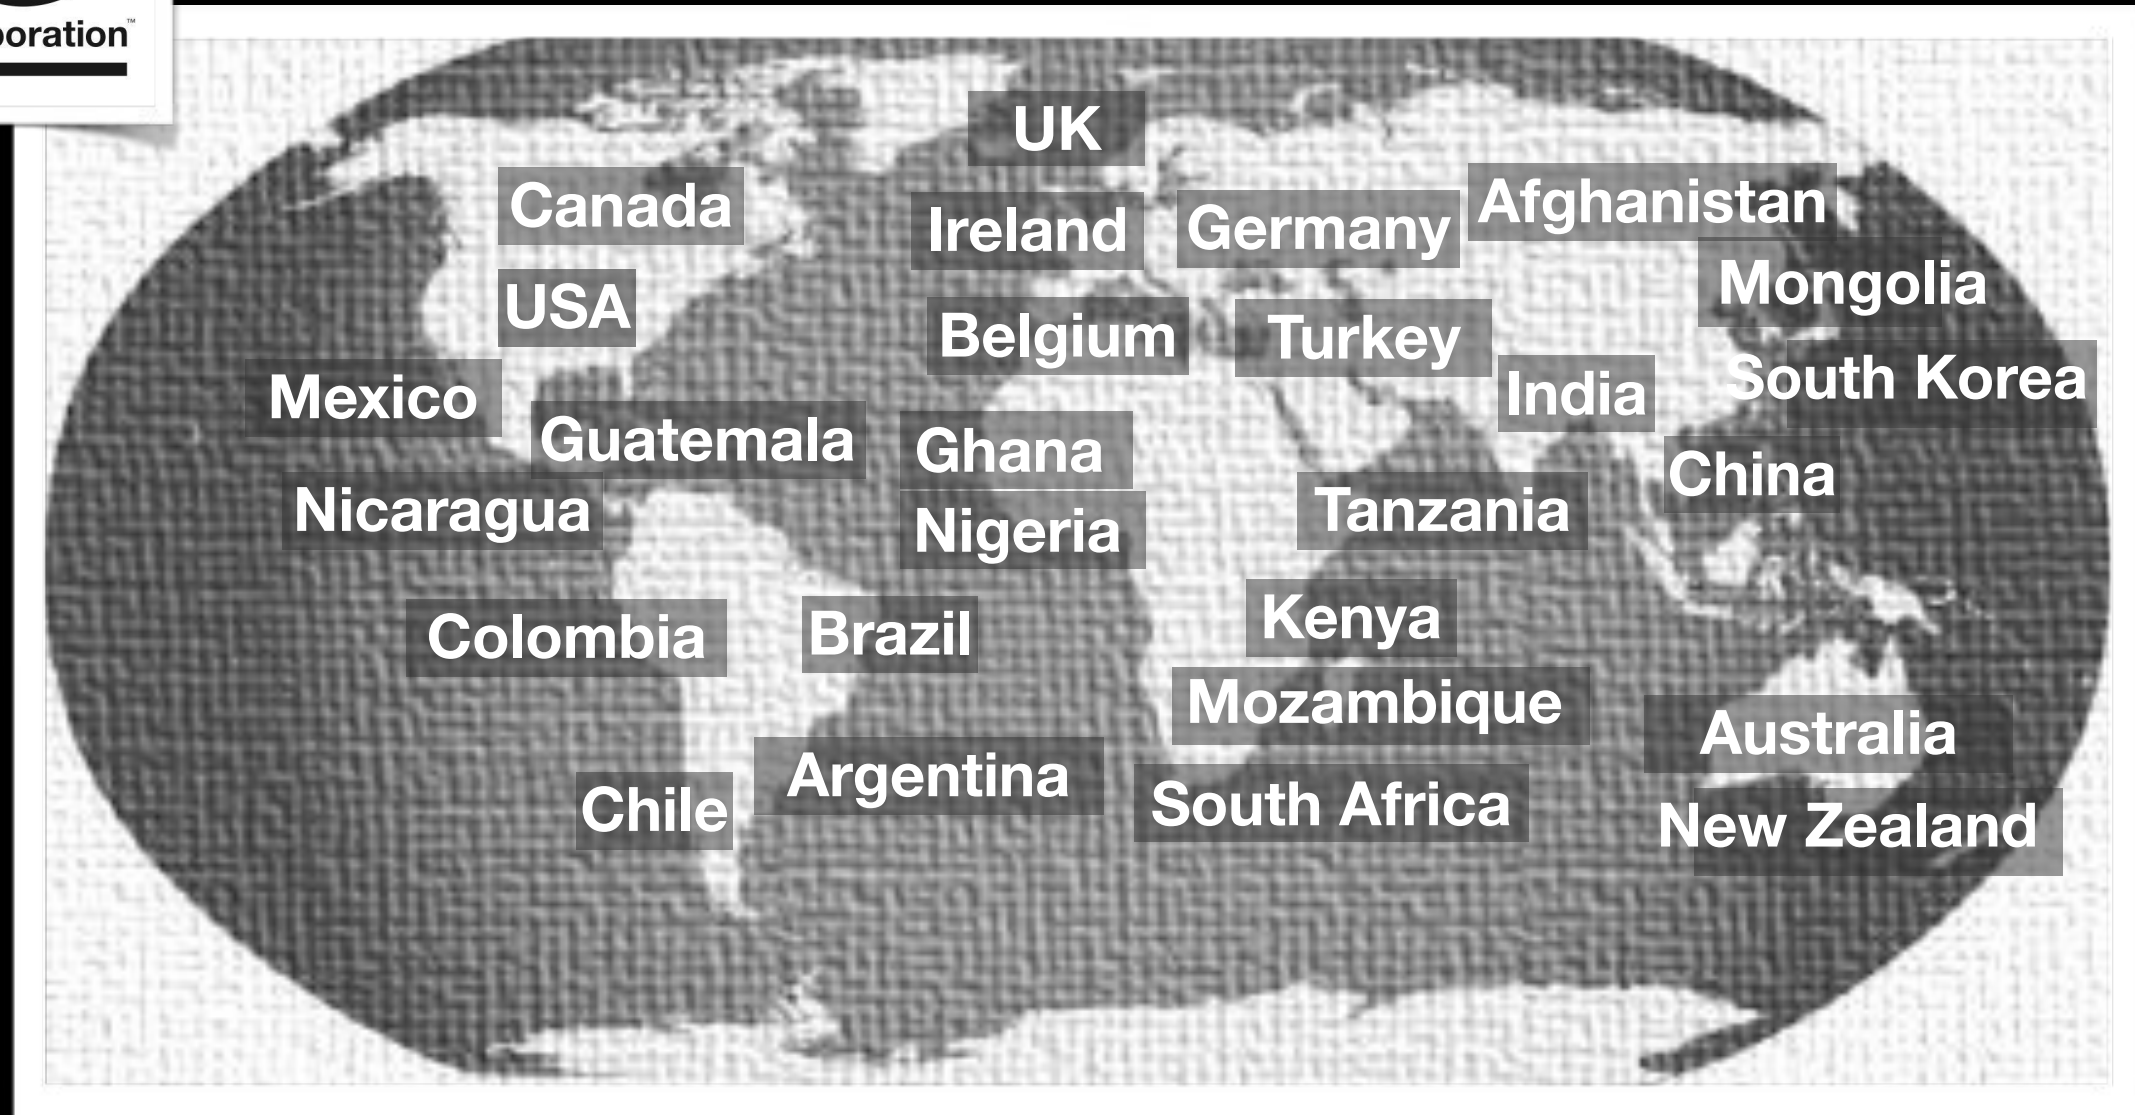 poration™
UK
Canada
Afghanistan
Ireland
Germany
Mongolia
USA
Belgium
Turkey
South Korea
Mexico
India
Guatemala
Ghana
China
Nicaragua
Nigeria
Tanzania
Kenya
Colombia
Brazil
Mozambique
Australia
Argentina
Chile
South Africa
New Zealand